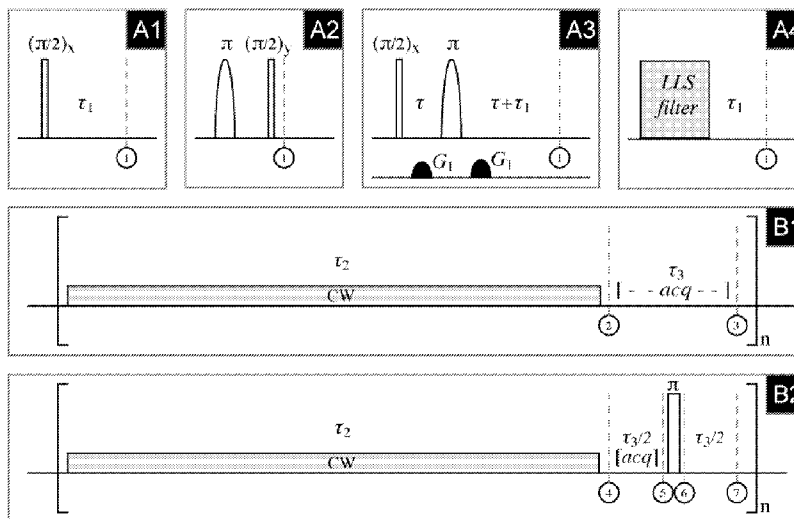 A1
(π/2)x
τ1
1
A2
π (π/2)y
1
A3
(π/2)x π
τ τ+τ1
1
G1 G1
A4
LLS
filter
τ1
1
B1
τ2
CW
τ3
acq
2 3
n
B2
τ2
CW
π
τ3/2 τ3/2
[acq]
4 5 6 7
n